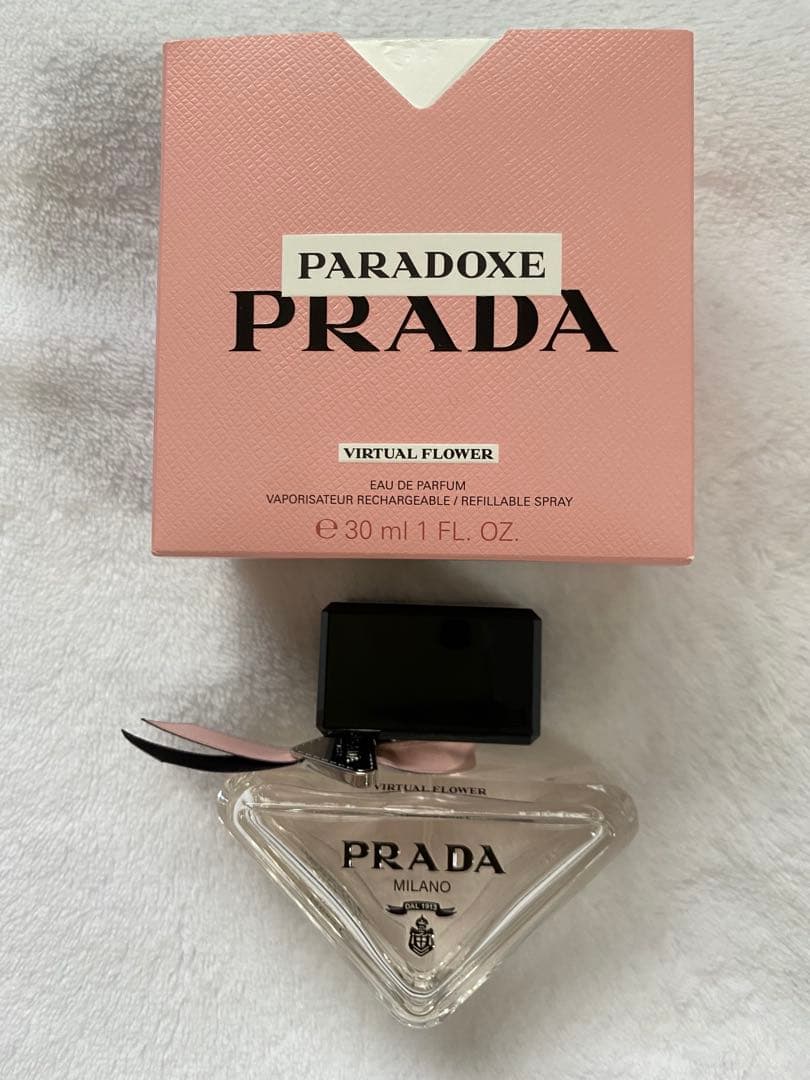 PARADOXE
PRADA
VIRTUAL FLOWER
EAU DE PARFUM
VAPORISATEUR RECHARGEABLE / REFILLABLE SPRAY
℮ 30 ml 1 FL. OZ.
VIRTUAL FLOWER
PRADA
MILANO
DAL 1913